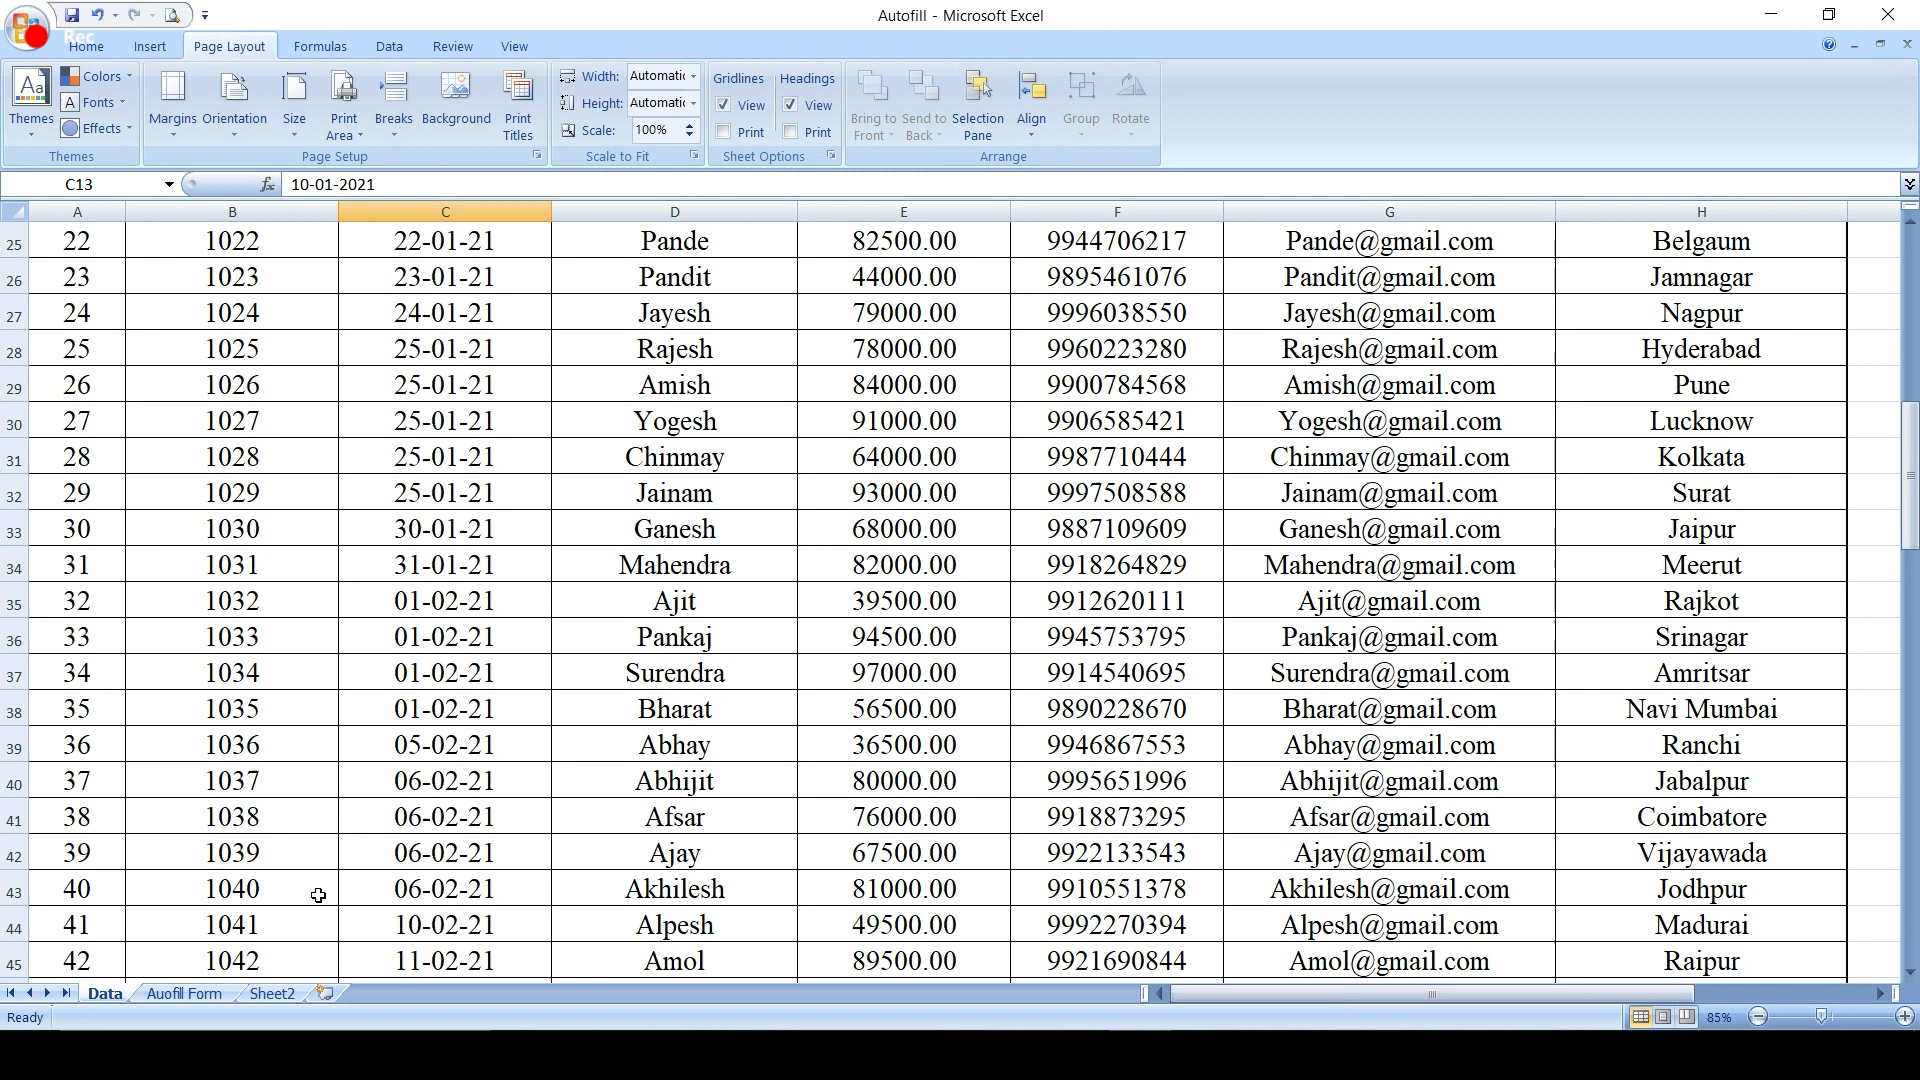 Autofill - Microsoft Excel
Rec
Home Insert Page Layout Formulas Data Review View
Aa Colors Width: Automatic Gridlines Headings
A Fonts Height: Automatic View View
Themes Effects Margins Orientation Size Print Area Breaks Background Print Titles Scale: 100% Print Print Bring to Front Send to Back Selection Pane Align Group Rotate
Themes Page Setup Scale to Fit Sheet Options Arrange
C13 fx 10-01-2021
A B C D E F G H
25 22 1022 22-01-21 Pande 82500.00 9944706217 Pande@gmail.com Belgaum
26 23 1023 23-01-21 Pandit 44000.00 9895461076 Pandit@gmail.com Jamnagar
27 24 1024 24-01-21 Jayesh 79000.00 9996038550 Jayesh@gmail.com Nagpur
28 25 1025 25-01-21 Rajesh 78000.00 9960223280 Rajesh@gmail.com Hyderabad
29 26 1026 25-01-21 Amish 84000.00 9900784568 Amish@gmail.com Pune
30 27 1027 25-01-21 Yogesh 91000.00 9906585421 Yogesh@gmail.com Lucknow
31 28 1028 25-01-21 Chinmay 64000.00 9987710444 Chinmay@gmail.com Kolkata
32 29 1029 25-01-21 Jainam 93000.00 9997508588 Jainam@gmail.com Surat
33 30 1030 30-01-21 Ganesh 68000.00 9887109609 Ganesh@gmail.com Jaipur
34 31 1031 31-01-21 Mahendra 82000.00 9918264829 Mahendra@gmail.com Meerut
35 32 1032 01-02-21 Ajit 39500.00 9912620111 Ajit@gmail.com Rajkot
36 33 1033 01-02-21 Pankaj 94500.00 9945753795 Pankaj@gmail.com Srinagar
37 34 1034 01-02-21 Surendra 97000.00 9914540695 Surendra@gmail.com Amritsar
38 35 1035 01-02-21 Bharat 56500.00 9890228670 Bharat@gmail.com Navi Mumbai
39 36 1036 05-02-21 Abhay 36500.00 9946867553 Abhay@gmail.com Ranchi
40 37 1037 06-02-21 Abhijit 80000.00 9995651996 Abhijit@gmail.com Jabalpur
41 38 1038 06-02-21 Afsar 76000.00 9918873295 Afsar@gmail.com Coimbatore
42 39 1039 06-02-21 Ajay 67500.00 9922133543 Ajay@gmail.com Vijayawada
43 40 1040 06-02-21 Akhilesh 81000.00 9910551378 Akhilesh@gmail.com Jodhpur
44 41 1041 10-02-21 Alpesh 49500.00 9992270394 Alpesh@gmail.com Madurai
45 42 1042 11-02-21 Amol 89500.00 9921690844 Amol@gmail.com Raipur
Data Auofill Form Sheet2
Ready 85%